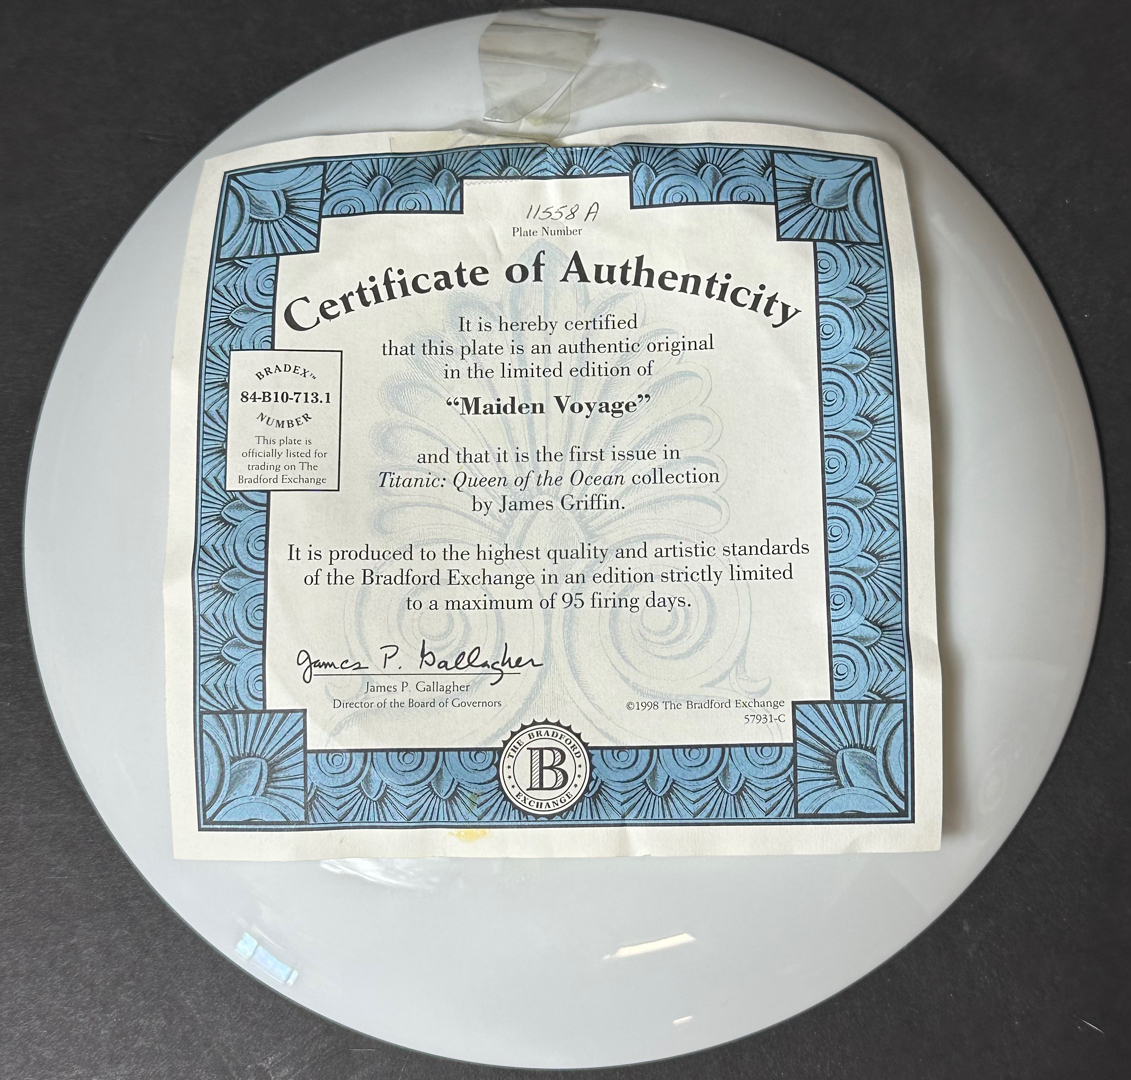 11558 A
Plate Number
Certificate of Authenticity
It is hereby certified
that this plate is an authentic original
in the limited edition of
“Maiden Voyage”
and that it is the first issue in
Titanic: Queen of the Ocean collection
by James Griffin.
It is produced to the highest quality and artistic standards
of the Bradford Exchange in an edition strictly limited
to a maximum of 95 firing days.
BRADEX™
84-B10-713.1
NUMBER
This plate is
officially listed for
trading on The
Bradford Exchange
James P. Gallagher
James P. Gallagher
Director of the Board of Governors
©1998 The Bradford Exchange
57931-C
THE BRADFORD
B
EXCHANGE